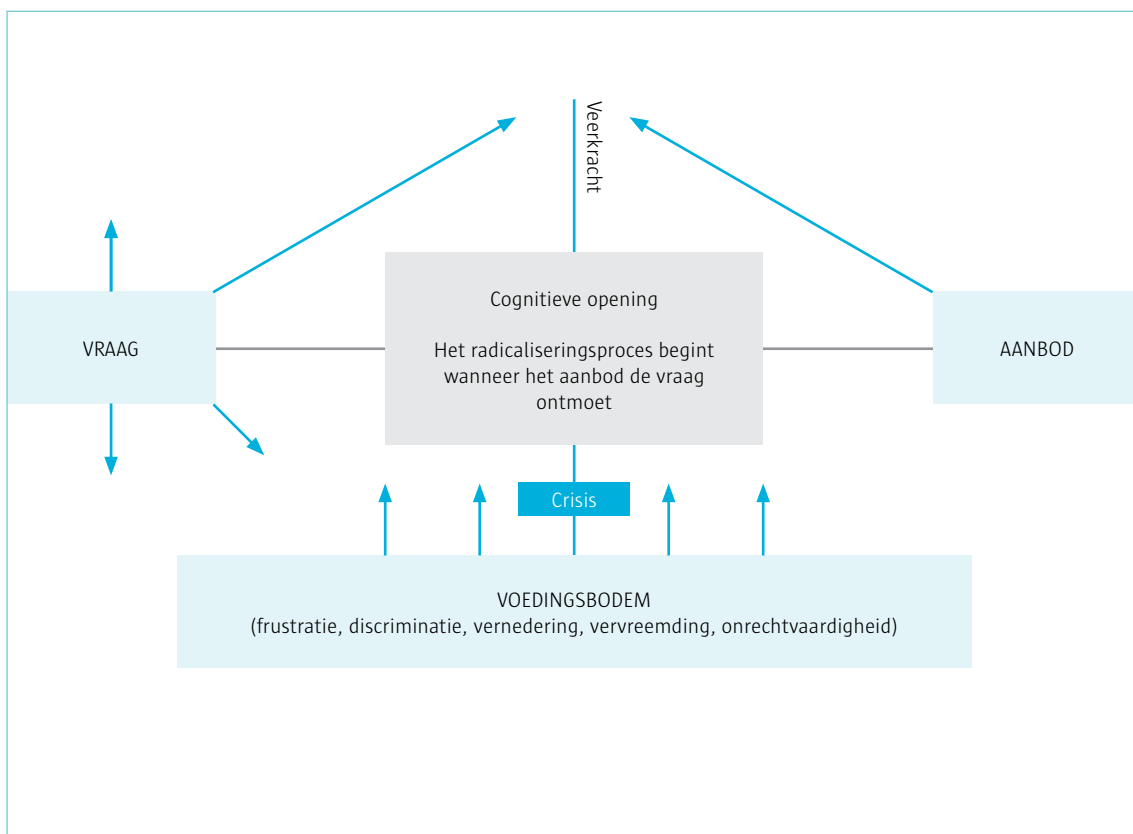 Veerkracht
VRAAG
Cognitieve opening
Het radicaliseringsproces begint
wanneer het aanbod de vraag
ontmoet
AANBOD
Crisis
VOEDINGSBODEM
(frustratie, discriminatie, vernedering, vervreemding, onrechtvaardigheid)